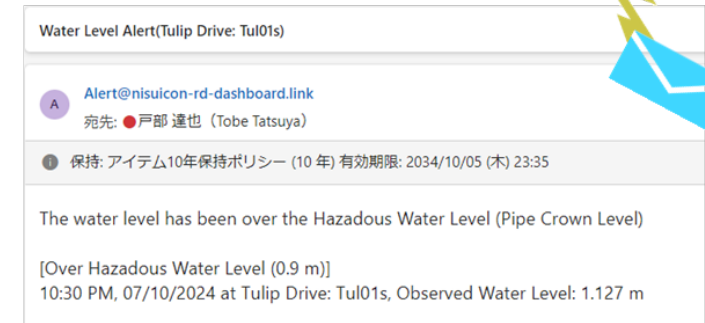 Water Level Alert(Tulip Drive: Tul01s)
A
Alert@nisuicon-rd-dashboard.link
宛先: 戸部 達也（Tobe Tatsuya）
保持: アイテム10年保持ポリシー (10 年) 有効期限: 2034/10/05 (木) 23:35
The water level has been over the Hazadous Water Level (Pipe Crown Level)
[Over Hazadous Water Level (0.9 m)]
10:30 PM, 07/10/2024 at Tulip Drive: Tul01s, Observed Water Level: 1.127 m